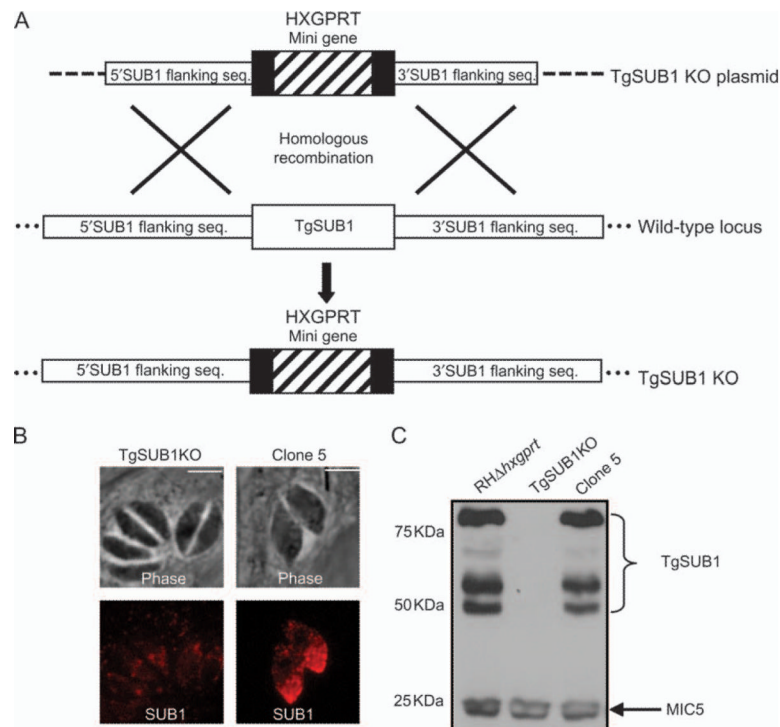 A
HXGPRT
Mini gene
5′SUB1 flanking seq.
3′SUB1 flanking seq.
TgSUB1 KO plasmid
Homologous
recombination
5′SUB1 flanking seq.
TgSUB1
3′SUB1 flanking seq.
Wild-type locus
HXGPRT
Mini gene
5′SUB1 flanking seq.
3′SUB1 flanking seq.
TgSUB1 KO
B
TgSUB1KO
Clone 5
Phase
Phase
SUB1
SUB1
C
RHΔhxgprt
TgSUB1KO
Clone 5
75KDa
50KDa
25KDa
TgSUB1
MIC5